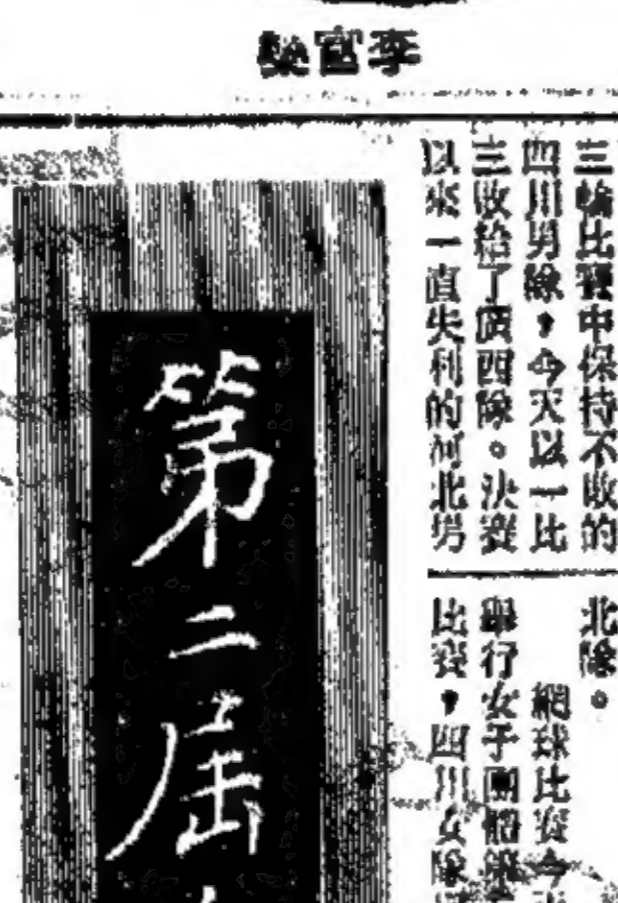 李富榮
三輪比賽中保持不敗的
四川男隊，今天以一比
三敗給了廣西隊。決賽
以來一直失利的河北男
北隊。
網球比賽今
舉行女子團體
比賽，四川女隊
第二屆